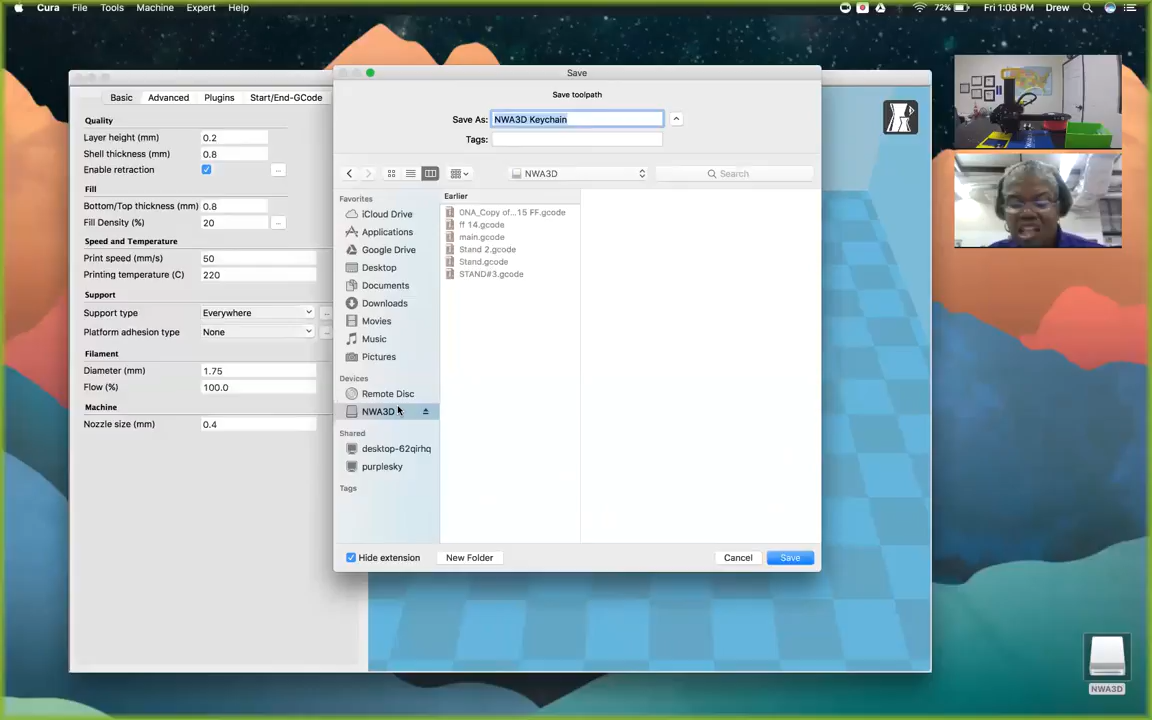 Cura File Tools Machine Expert Help
72% Fri 1:08 PM Drew
Save
Save toolpath
Save As: NWA3D Keychain
Tags:
NWA3D
Search
Basic Advanced Plugins Start/End-GCode
Quality
Layer height (mm) 0.2
Shell thickness (mm) 0.8
Enable retraction ...
Fill
Bottom/Top thickness (mm) 0.8
Fill Density (%) 20 ...
Speed and Temperature
Print speed (mm/s) 50
Printing temperature (C) 220
Support
Support type Everywhere ...
Platform adhesion type None ...
Filament
Diameter (mm) 1.75
Flow (%) 100.0
Machine
Nozzle size (mm) 0.4
Favorites
iCloud Drive
Applications
Google Drive
Desktop
Documents
Downloads
Movies
Music
Pictures
Devices
Remote Disc
NWA3D
Shared
desktop-62qirhq
purplesky
Tags
Earlier
0NA_Copy of...15 FF.gcode
ff 14.gcode
main.gcode
Stand 2.gcode
Stand.gcode
STAND#3.gcode
Hide extension New Folder Cancel Save
NWA3D